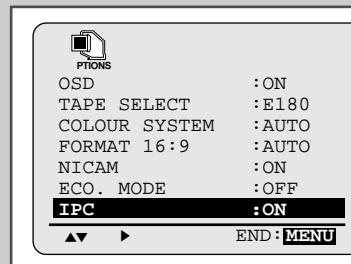 PTIONS
OSD :ON
TAPE SELECT :E180
COLOUR SYSTEM :AUTO
FORMAT 16:9 :AUTO
NICAM :ON
ECO. MODE :OFF
IPC :ON
▲▼ ▶ END:MENU